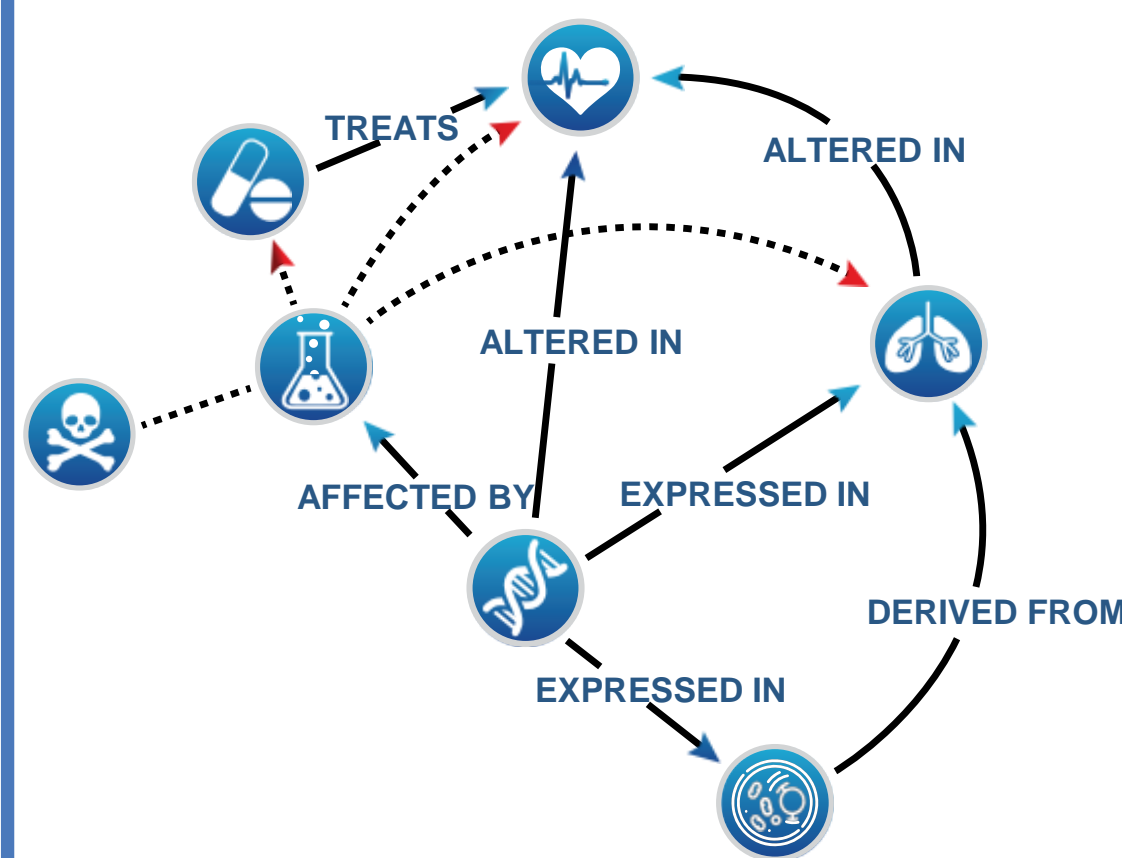 TREATS
ALTERED IN
ALTERED IN
AFFECTED BY
EXPRESSED IN
DERIVED FROM
EXPRESSED IN